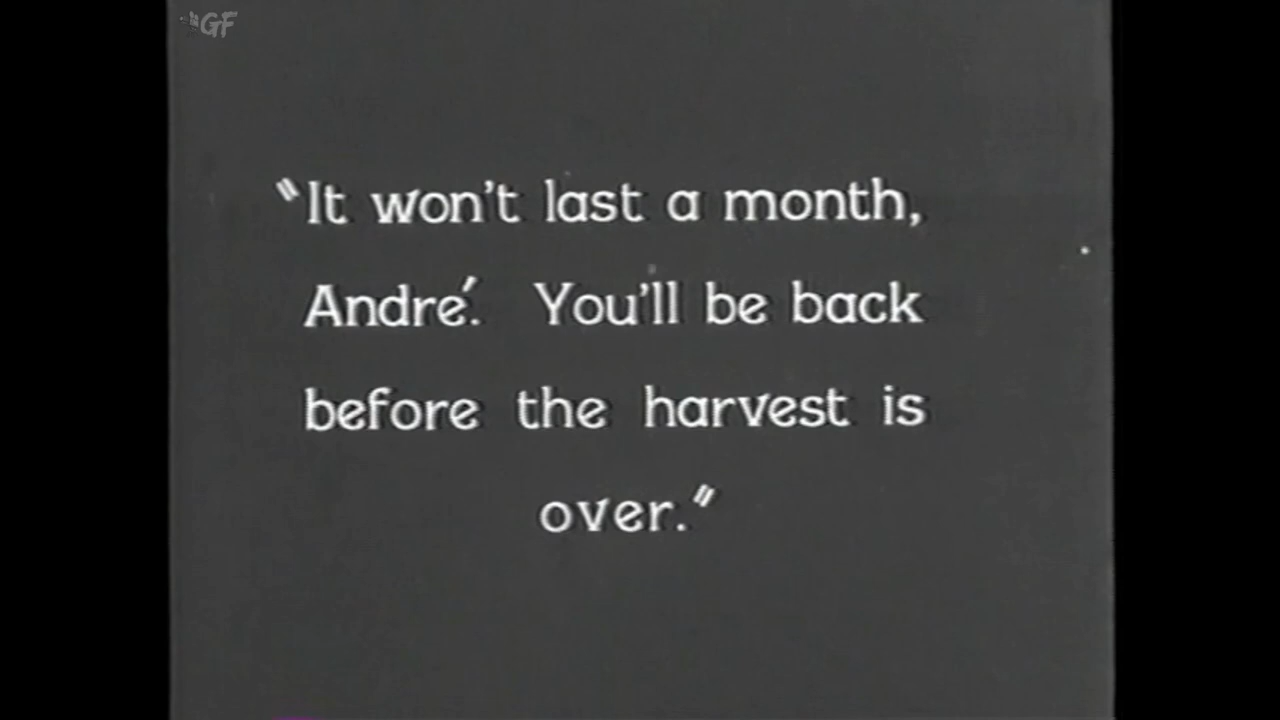 GF
"It won't last a month,
André. You'll be back
before the harvest is
over."